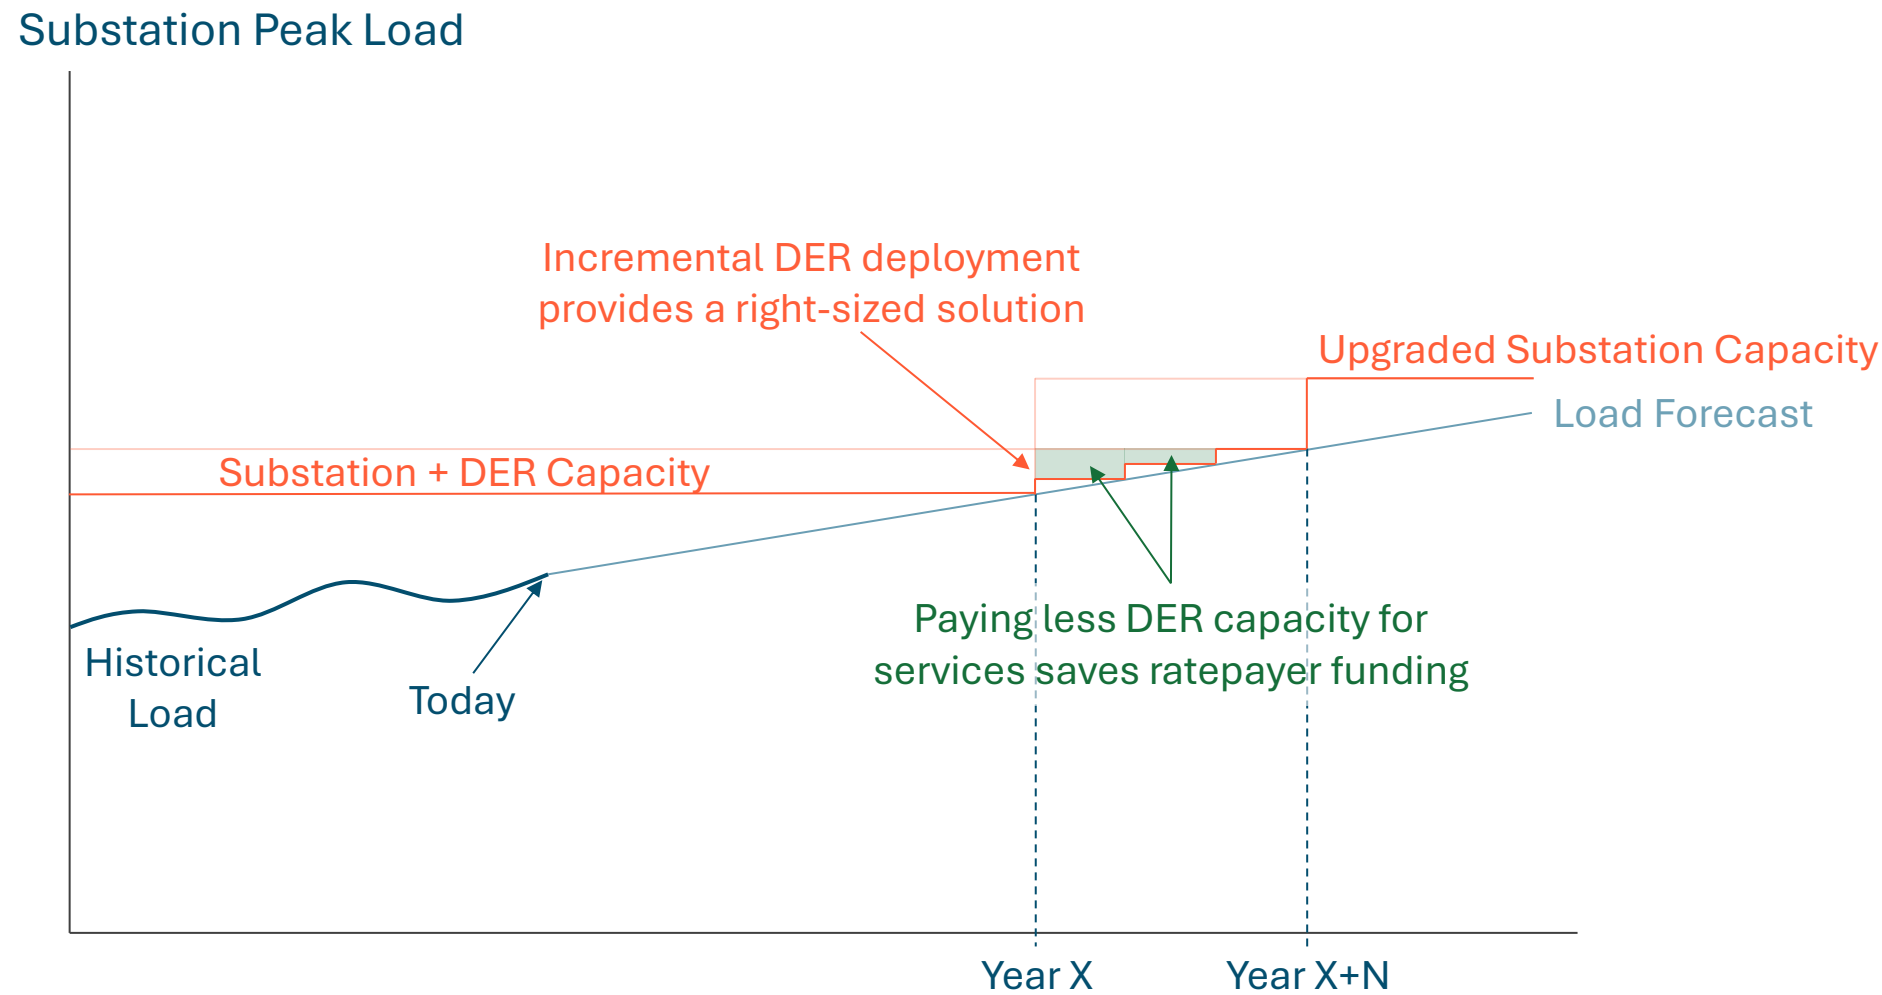 Substation Peak Load
Incremental DER deployment
provides a right-sized solution
Upgraded Substation Capacity
Load Forecast
Substation + DER Capacity
Paying less DER capacity for
services saves ratepayer funding
Historical
Load
Today
Year X
Year X+N